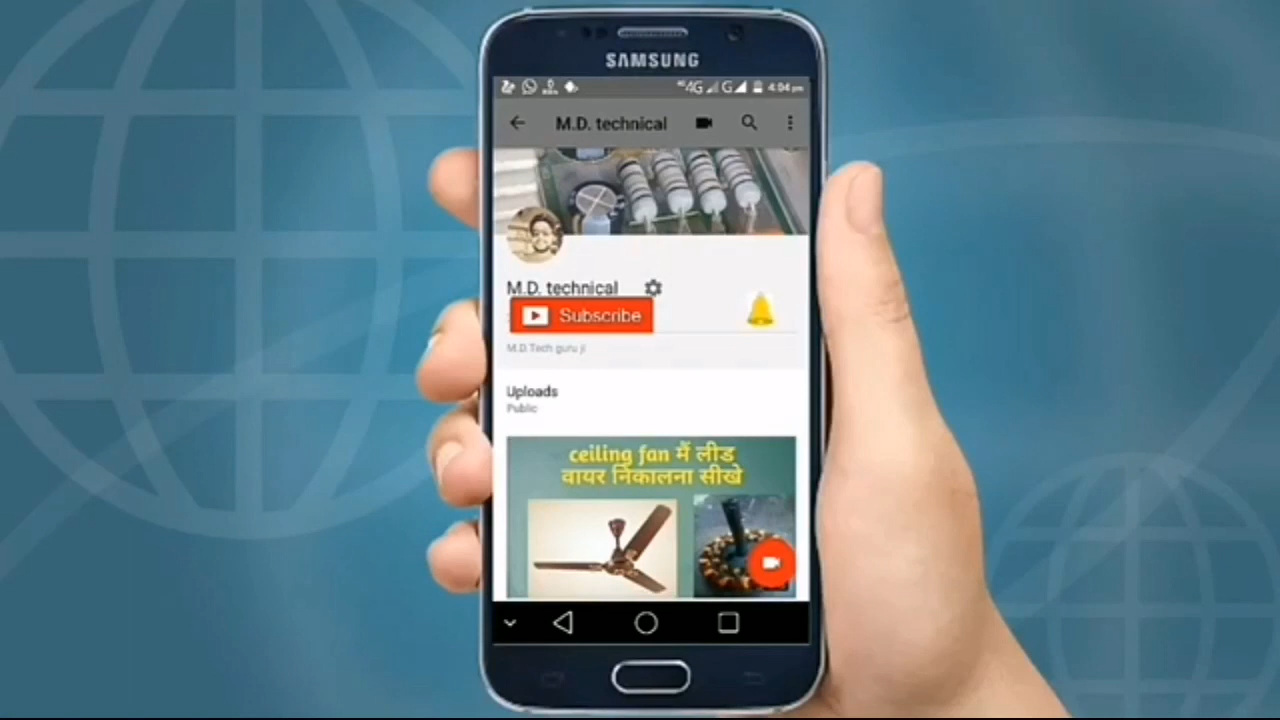 SAMSUNG
4G G 4:04 pm
M.D. technical
M.D. technical
Subscribe
M.D.Tech guru ji
Uploads
Public
ceiling fan मैं लीड
वायर निकालना सीखे